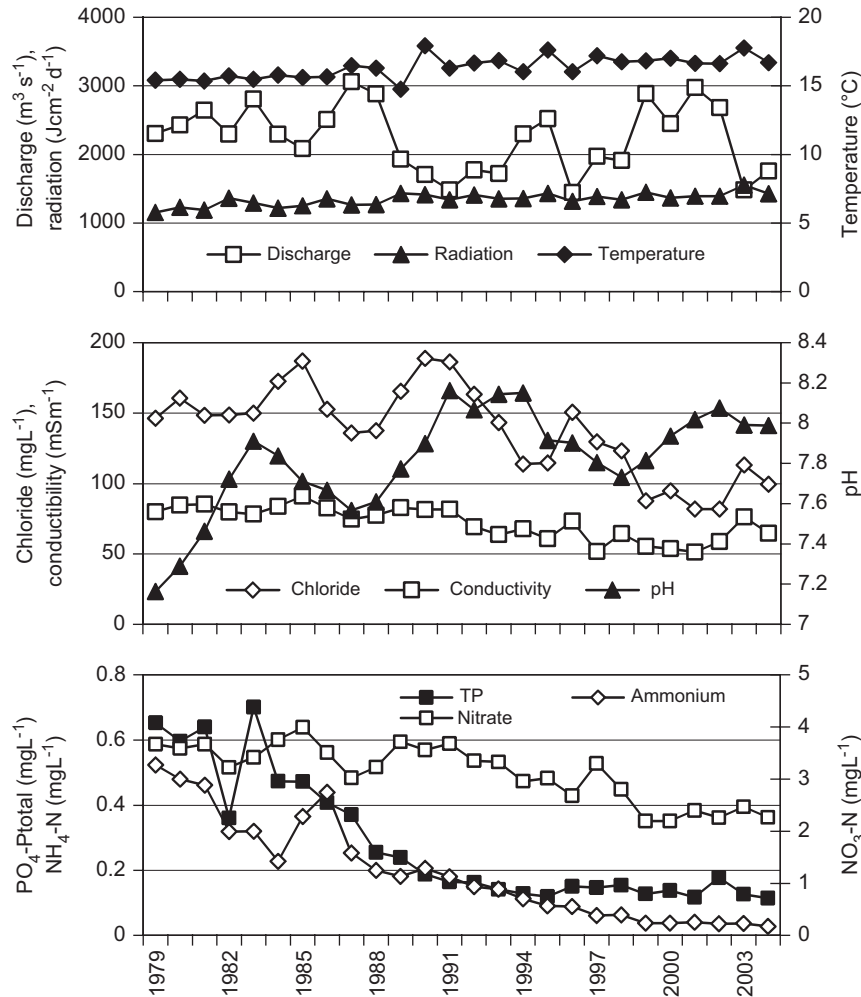 4000
3000
2000
1000
0
Discharge (m³ s⁻¹),
radiation (Jcm⁻² d⁻¹)
Discharge
Radiation
Temperature
20
15
10
5
0
Temperature (°C)
200
150
100
50
0
Chloride (mgL⁻¹),
conductibility (mSm⁻¹)
Chloride
Conductivity
pH
8.4
8.2
8
7.8
7.6
7.4
7.2
7
pH
0.8
0.6
0.4
0.2
0
PO₄-Ptotal (mgL⁻¹)
NH₄-N (mgL⁻¹)
TP
Ammonium
Nitrate
5
4
3
2
1
0
NO₃-N (mgL⁻¹)
1979
1982
1985
1988
1991
1994
1997
2000
2003